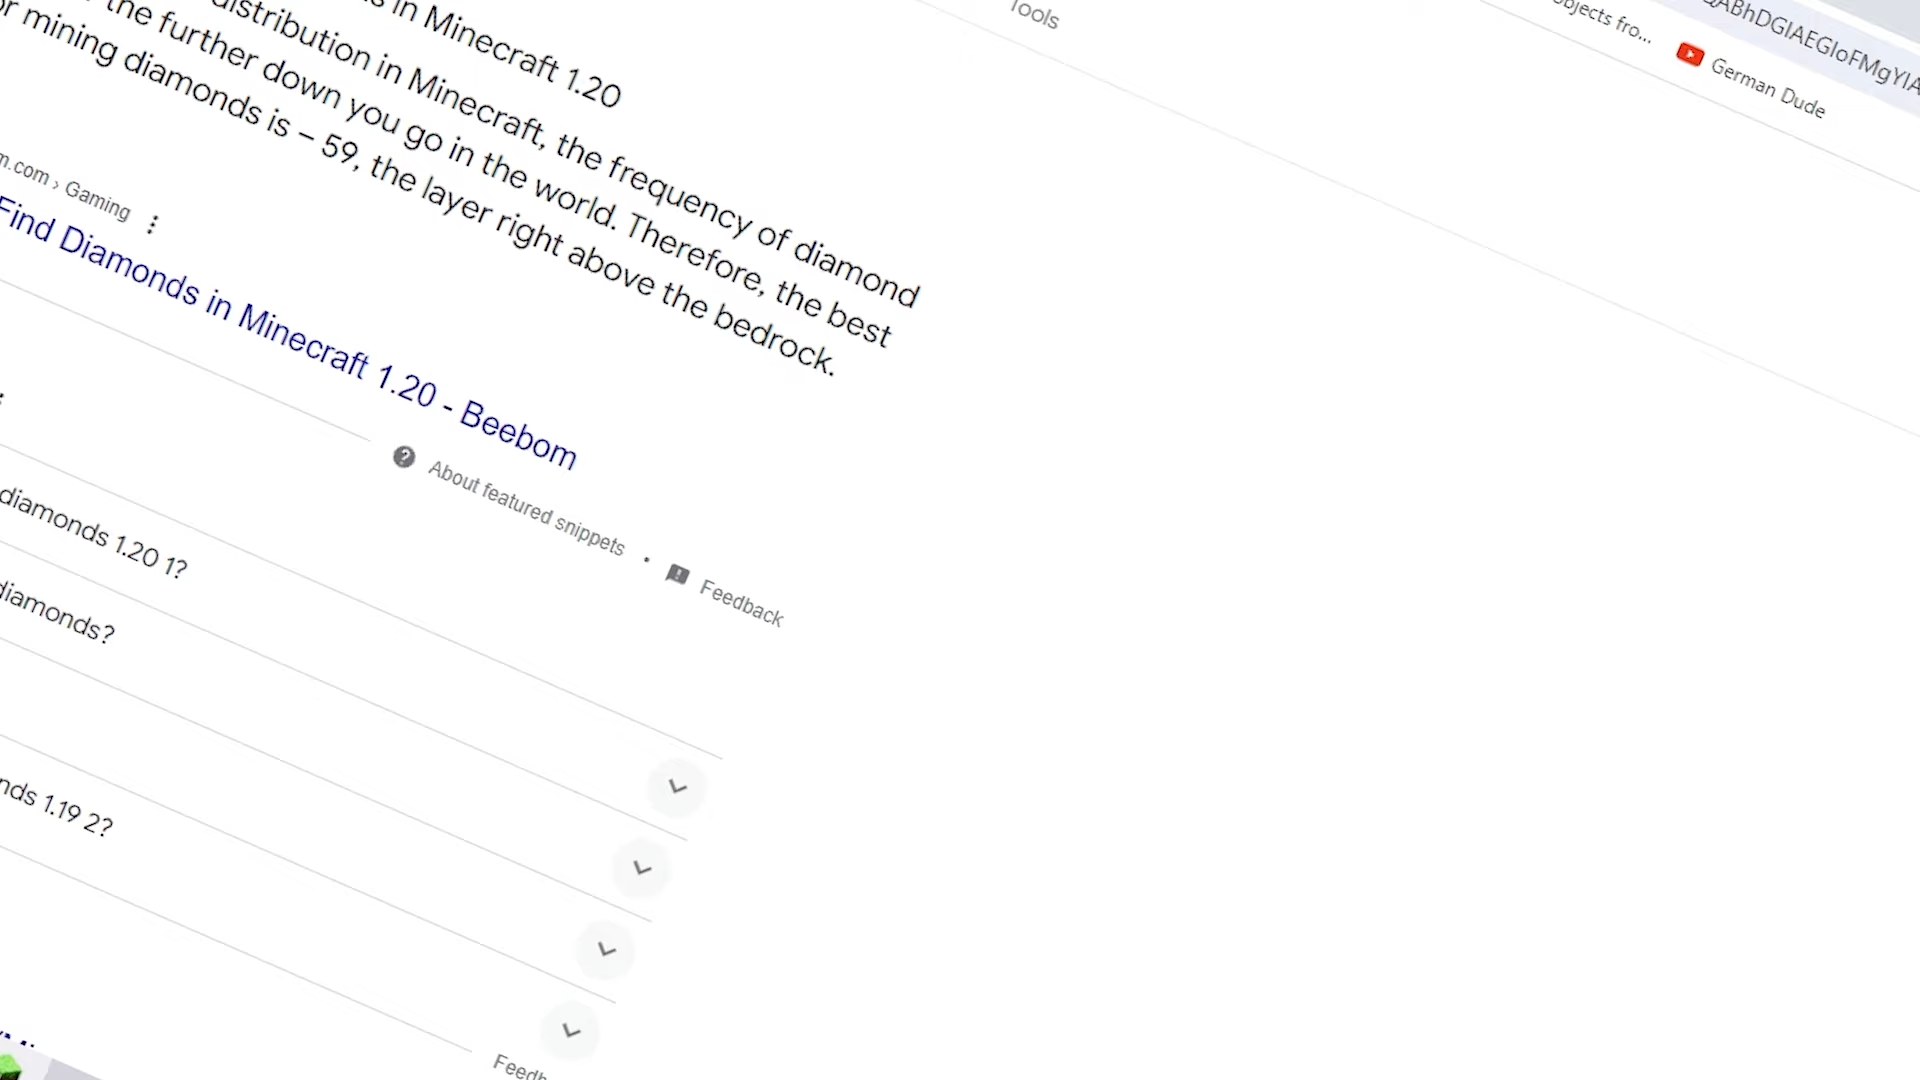 in Minecraft 1.20
distribution in Minecraft, the frequency of diamond
the further down you go in the world. Therefore, the best
r mining diamonds is – 59, the layer right above the bedrock.
m.com › Gaming
Find Diamonds in Minecraft 1.20 - Beebom
About featured snippets • Feedback
diamonds 1.20 1?
diamonds?
nds 1.19 2?
Feedb
Tools
bjects fro...
German Dude
ABhDGIAEGIoFMgYIA